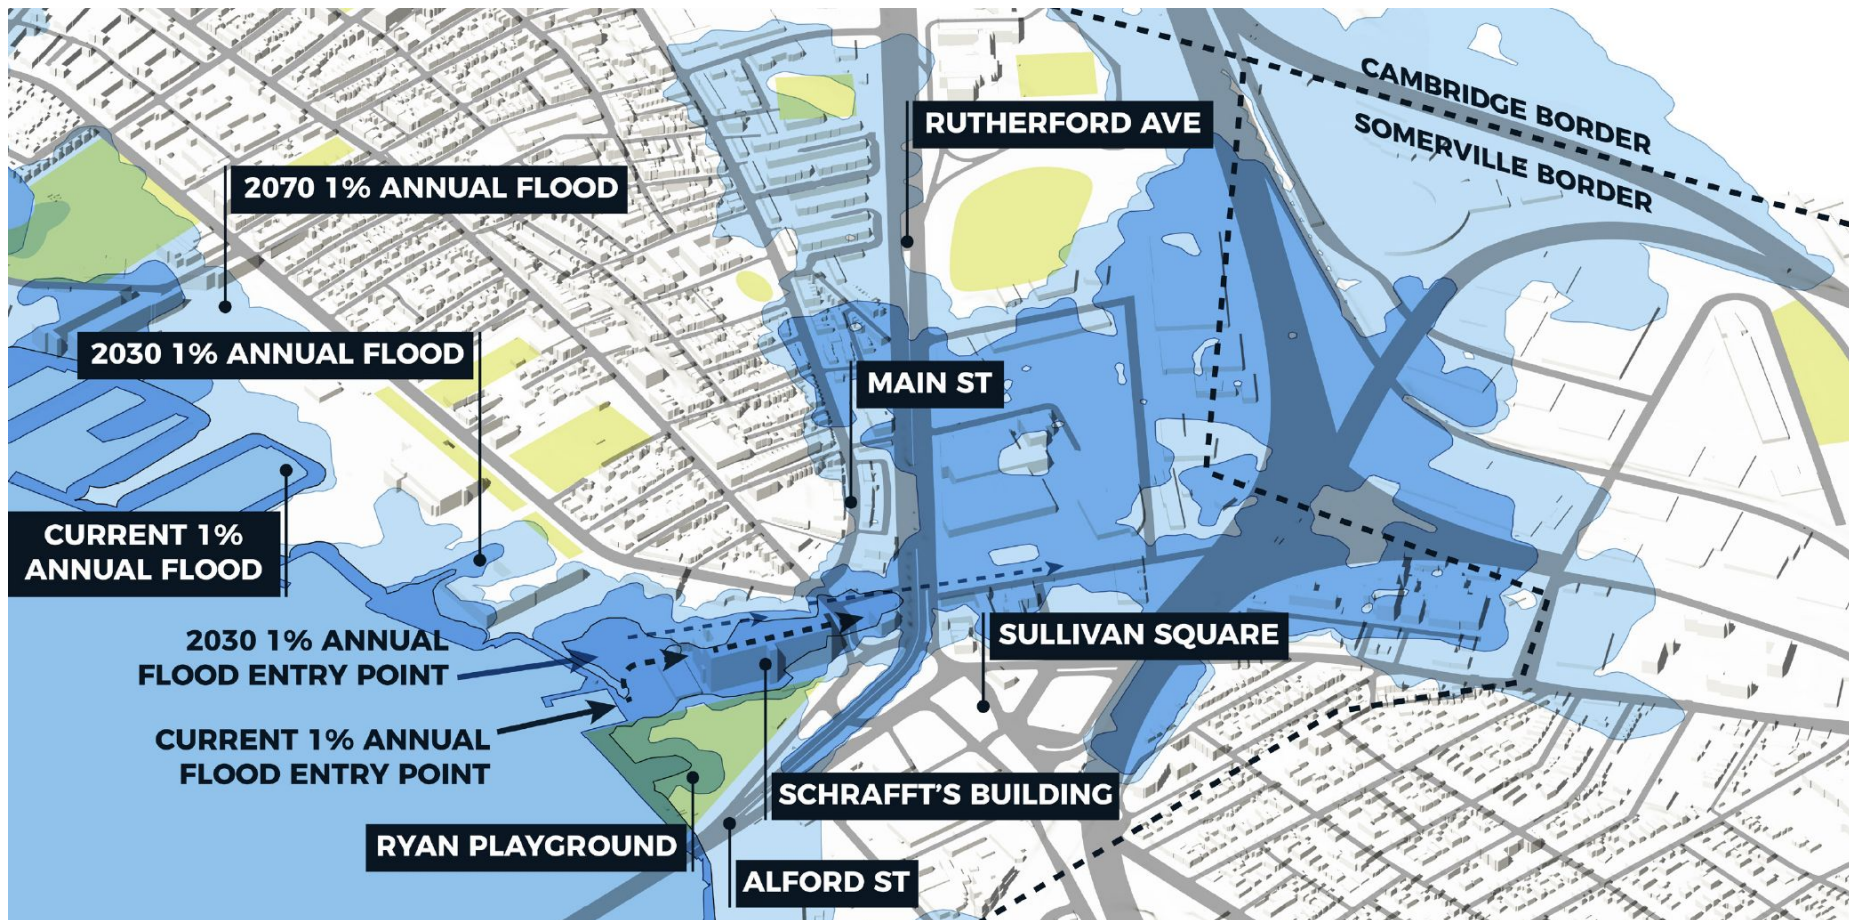 CAMBRIDGE BORDER
SOMERVILLE BORDER
RUTHERFORD AVE
2070 1% ANNUAL FLOOD
2030 1% ANNUAL FLOOD
MAIN ST
CURRENT 1%
ANNUAL FLOOD
2030 1% ANNUAL
FLOOD ENTRY POINT
SULLIVAN SQUARE
CURRENT 1% ANNUAL
FLOOD ENTRY POINT
SCHRAFFT'S BUILDING
RYAN PLAYGROUND
ALFORD ST